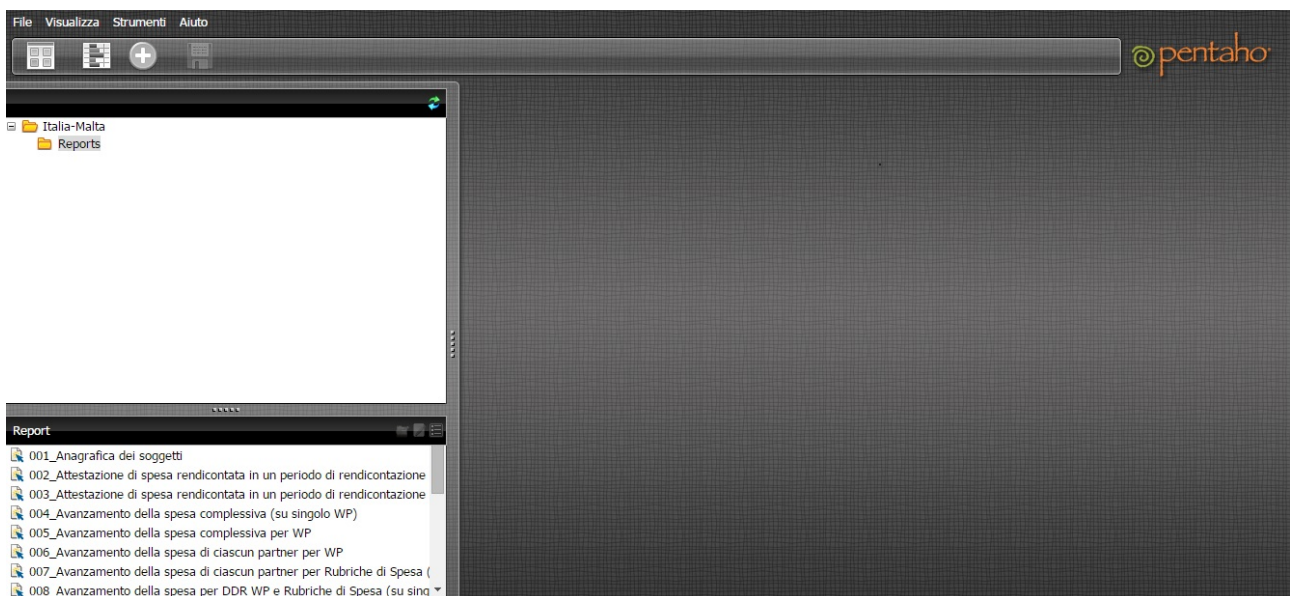 File Visualizza Strumenti Aiuto
pentaho
Italia-Malta
Reports
Report
001_Anagrafica dei soggetti
002_Attestazione di spesa rendicontata in un periodo di rendicontazione
003_Attestazione di spesa rendicontata in un periodo di rendicontazione
004_Avanzamento della spesa complessiva (su singolo WP)
005_Avanzamento della spesa complessiva per WP
006_Avanzamento della spesa di ciascun partner per WP
007_Avanzamento della spesa di ciascun partner per Rubriche di Spesa (
008_Avanzamento della spesa per DDR WP e Rubriche di Spesa (su sing